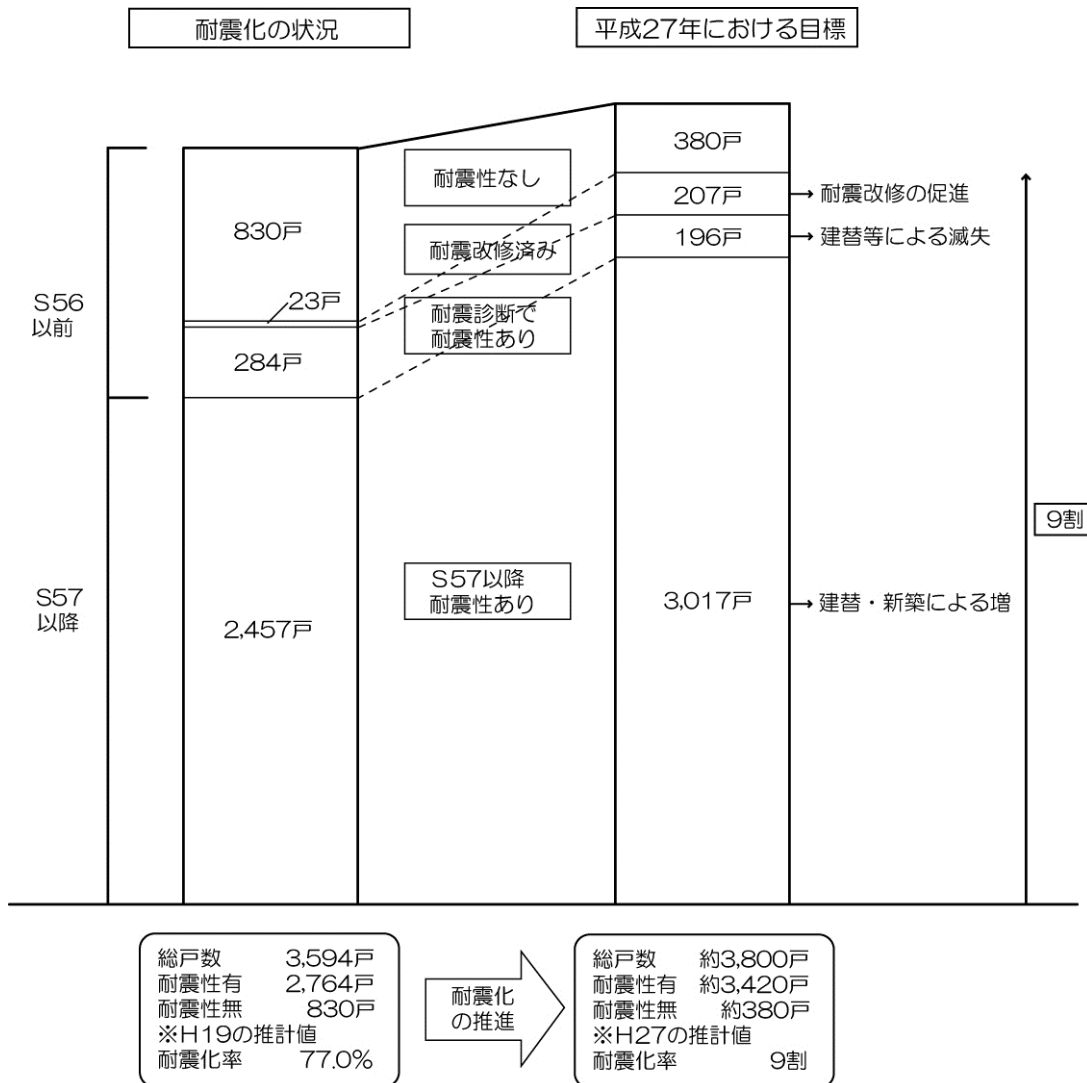 耐震化の状況
平成27年における目標
830戸
23戸
284戸
2,457戸
S56
以前
S57
以降
耐震性なし
耐震改修済み
耐震診断で
耐震性あり
S57以降
耐震性あり
380戸
207戸
196戸
3,017戸
耐震改修の促進
建替等による滅失
建替・新築による増
9割
総戸数 3,594戸
耐震性有 2,764戸
耐震性無 830戸
※H19の推計値
耐震化率 77.0%
耐震化
の推進
総戸数 約3,800戸
耐震性有 約3,420戸
耐震性無 約380戸
※H27の推計値
耐震化率 9割